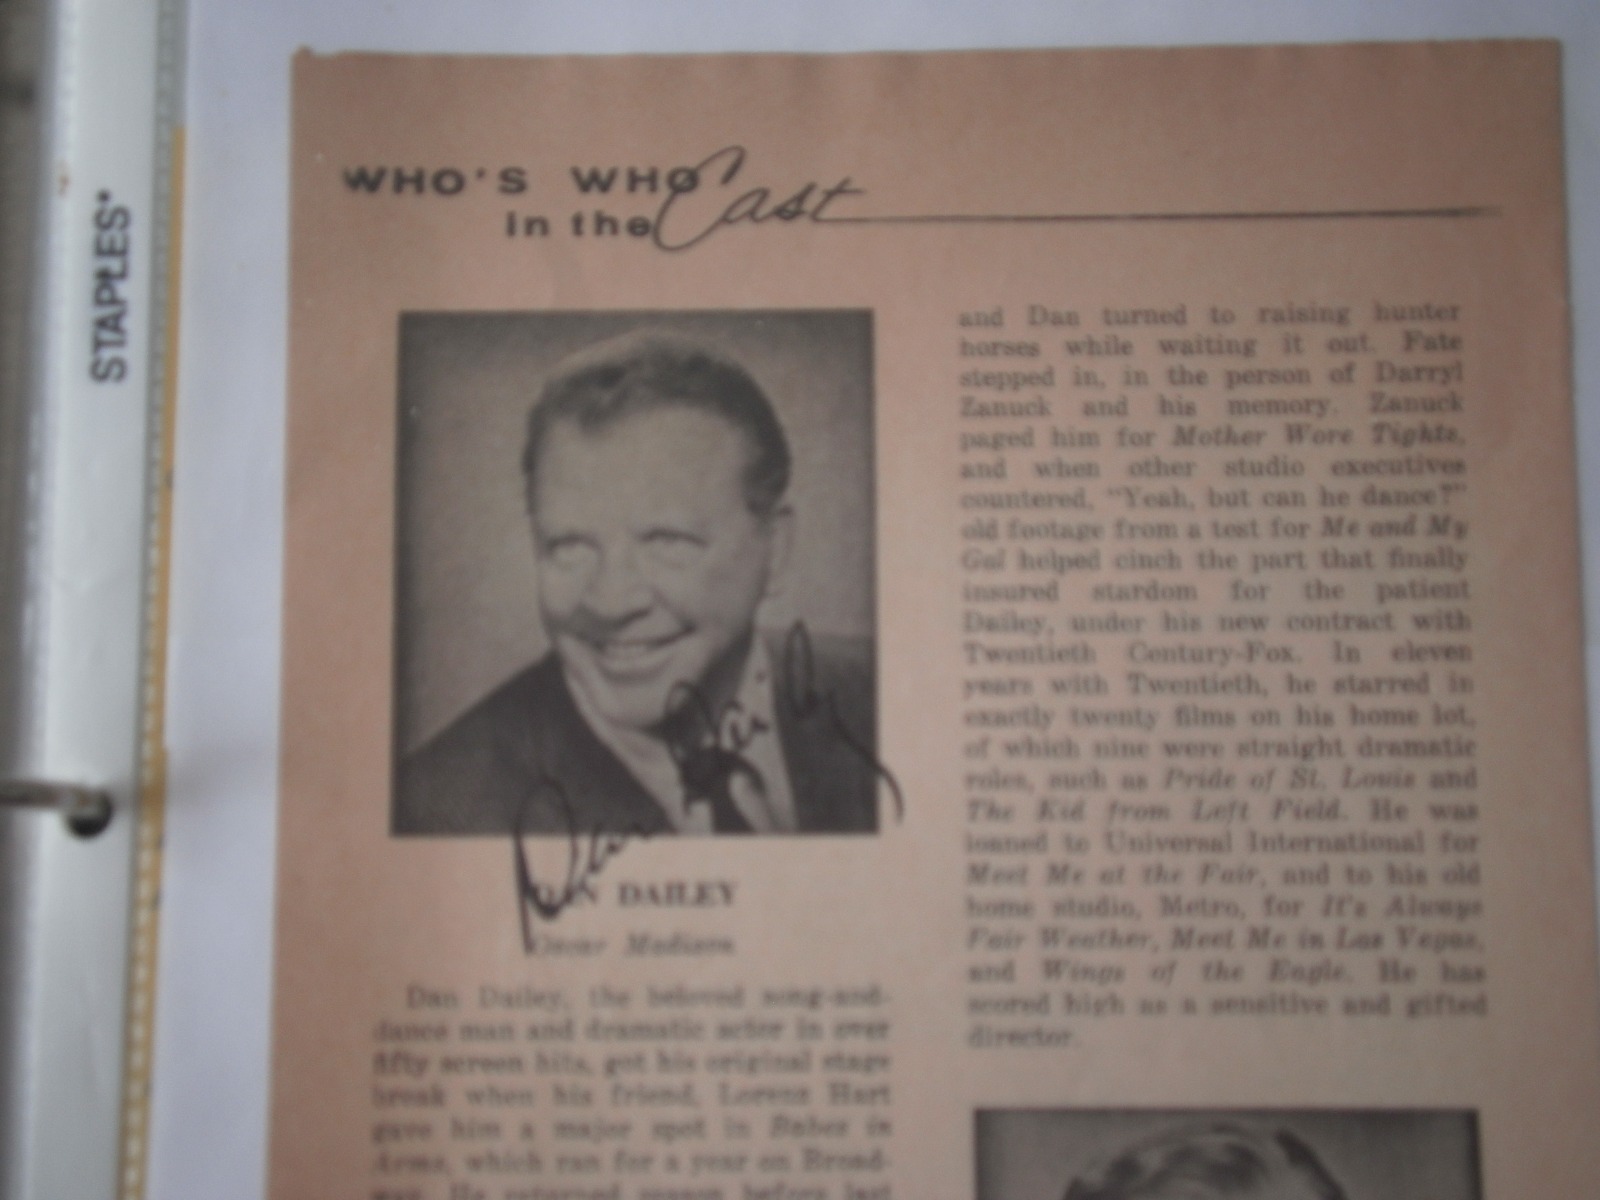 STAPLES®
WHO'S WHO
in the Cast
Dan Dailey
DAN DAILEY
Oscar Madison
Dan Dailey, the beloved song-and-
dance man and dramatic actor in over
fifty screen hits, got his original stage
break when his friend, Lorenz Hart
gave him a major spot in Babes in
Arms, which ran for a year on Broad-
way. He returned season before last
and Dan turned to raising hunter
horses while waiting it out. Fate
stepped in, in the person of Darryl
Zanuck and his memory. Zanuck
paged him for Mother Wore Tights,
and when other studio executives
countered, "Yeah, but can he dance?"
old footage from a test for Me and My
Gal helped cinch the part that finally
insured stardom for the patient
Dailey, under his new contract with
Twentieth Century-Fox. In eleven
years with Twentieth, he starred in
exactly twenty films on his home lot,
of which nine were straight dramatic
roles, such as Pride of St. Louis and
The Kid from Left Field. He was
loaned to Universal International for
Meet Me at the Fair, and to his old
home studio, Metro, for It's Always
Fair Weather, Meet Me in Las Vegas,
and Wings of the Eagle. He has
scored high as a sensitive and gifted
director.